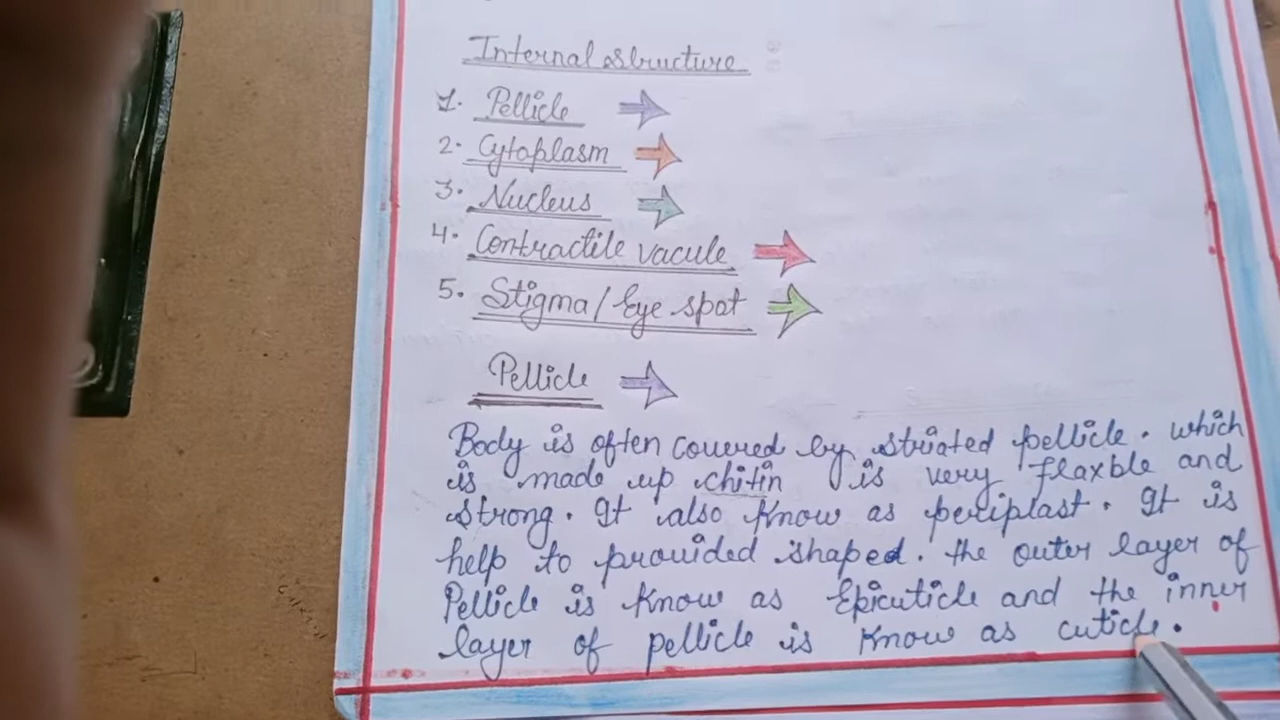 Internal structure
1. Pellicle
2. Cytoplasm
3. Nucleus
4. Contractile vacule
5. Stigma / Eye spot
Pellicle
Body is often covered by striated pellicle. which
is made up chitin is very flaxble and
strong. It also know as periplast. It is
help to provided shaped. the outer layer of
Pellicle is know as Epicuticle and the inner
layer of pellicle is know as cuticle.